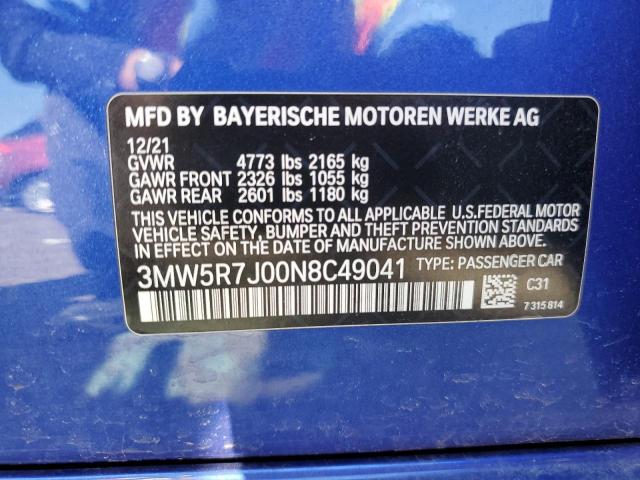 MFD BY BAYERISCHE MOTOREN WERKE AG
12/21
GVWR 4773 lbs 2165 kg
GAWR FRONT 2326 lbs 1055 kg
GAWR REAR 2601 lbs 1180 kg
THIS VEHICLE CONFORMS TO ALL APPLICABLE U.S.FEDERAL MOTOR
VEHICLE SAFETY, BUMPER AND THEFT PREVENTION STANDARDS
IN EFFECT ON THE DATE OF MANUFACTURE SHOWN ABOVE.
3MW5R7J00N8C49041 TYPE: PASSENGER CAR
C31
7 315 814